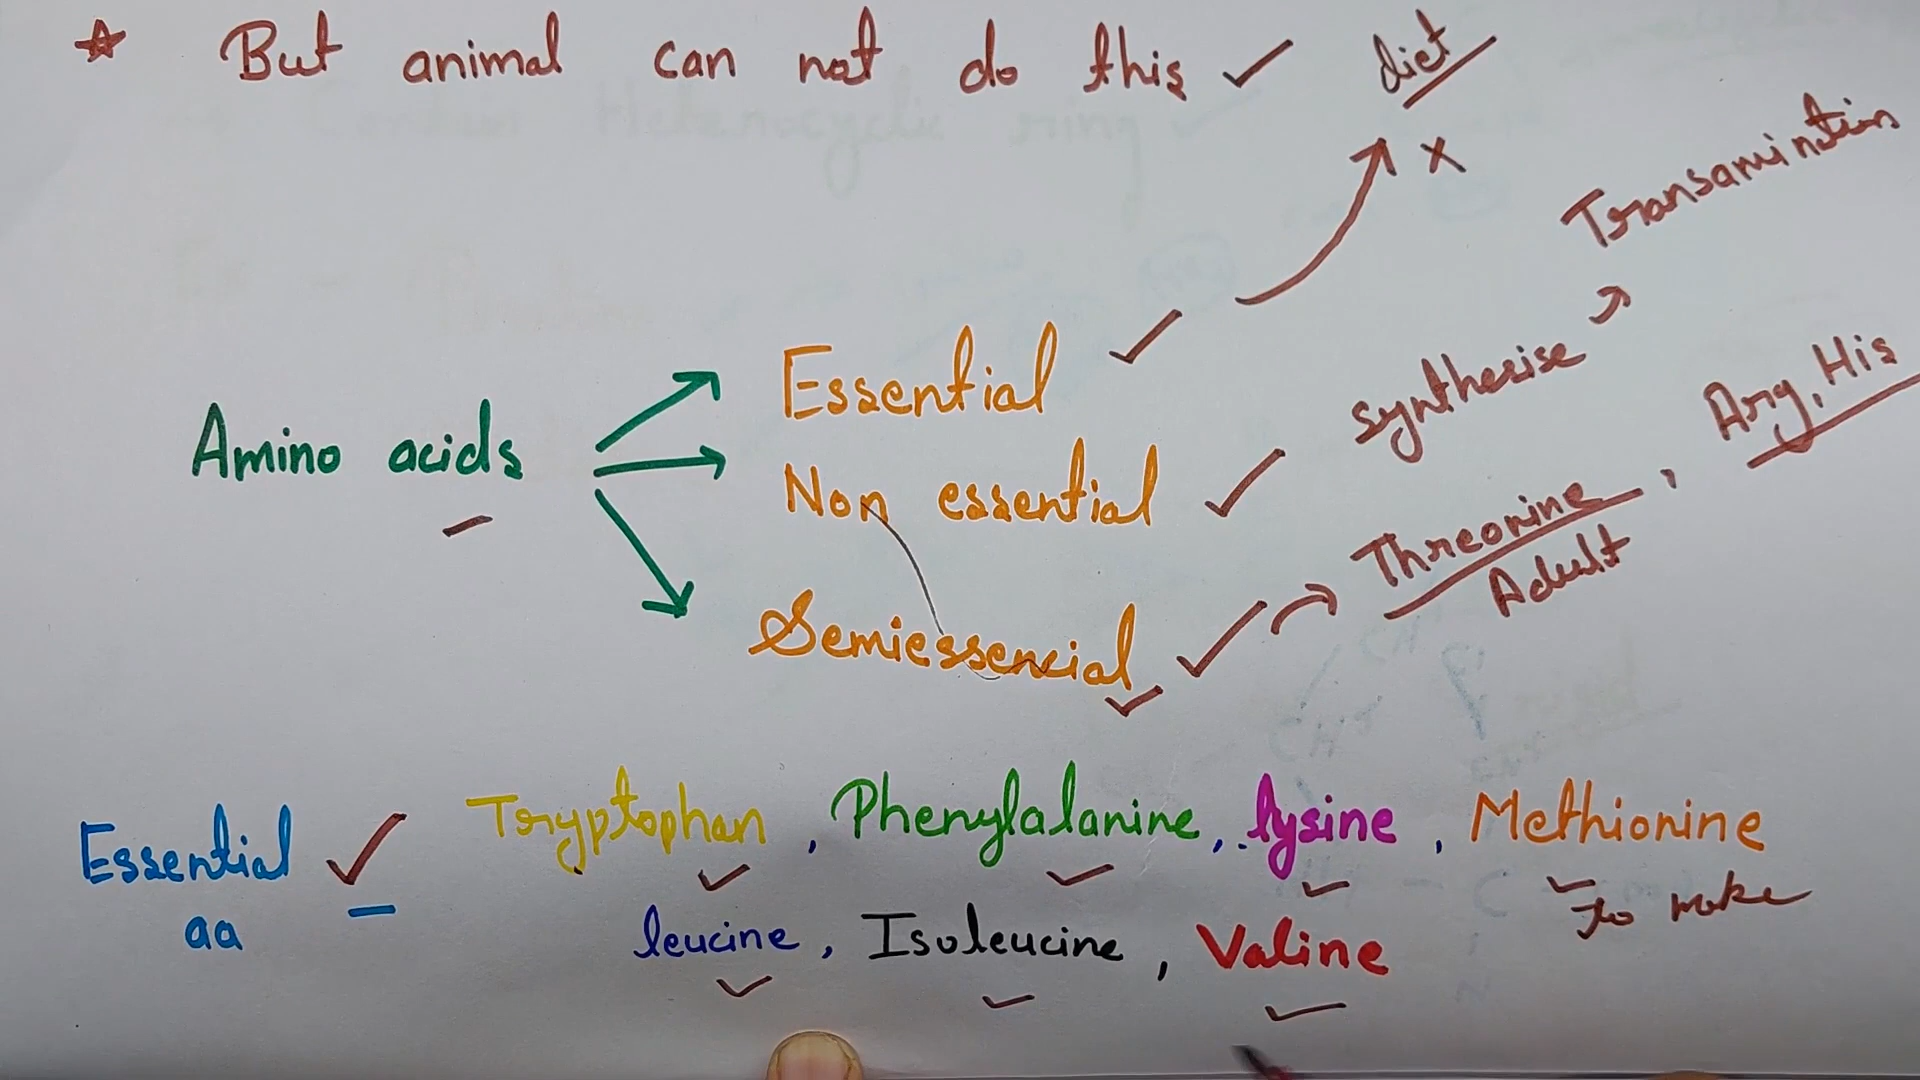 ☆ But animal can not do this ✓ diet
x
Transamination
Essential ✓
synthesise
Amino acids
Arg, His
Non essential ✓
Threonine,
Adult
Semiessencial ✓
Essential ✓ Tryptophan, Phenylalanine, lysine, Methionine
aa
To make
leucine, Isoleucine, Valine